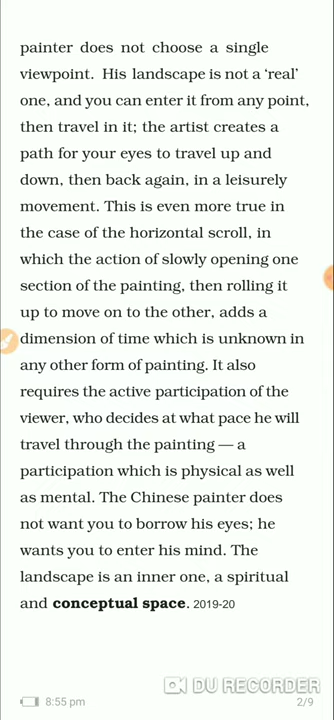 painter does not choose a single
viewpoint. His landscape is not a ‘real’
one, and you can enter it from any point,
then travel in it; the artist creates a
path for your eyes to travel up and
down, then back again, in a leisurely
movement. This is even more true in
the case of the horizontal scroll, in
which the action of slowly opening one
section of the painting, then rolling it
up to move on to the other, adds a
dimension of time which is unknown in
any other form of painting. It also
requires the active participation of the
viewer, who decides at what pace he will
travel through the painting — a
participation which is physical as well
as mental. The Chinese painter does
not want you to borrow his eyes; he
wants you to enter his mind. The
landscape is an inner one, a spiritual
and conceptual space. 2019-20
DU RECORDER
8:55 pm 2/9